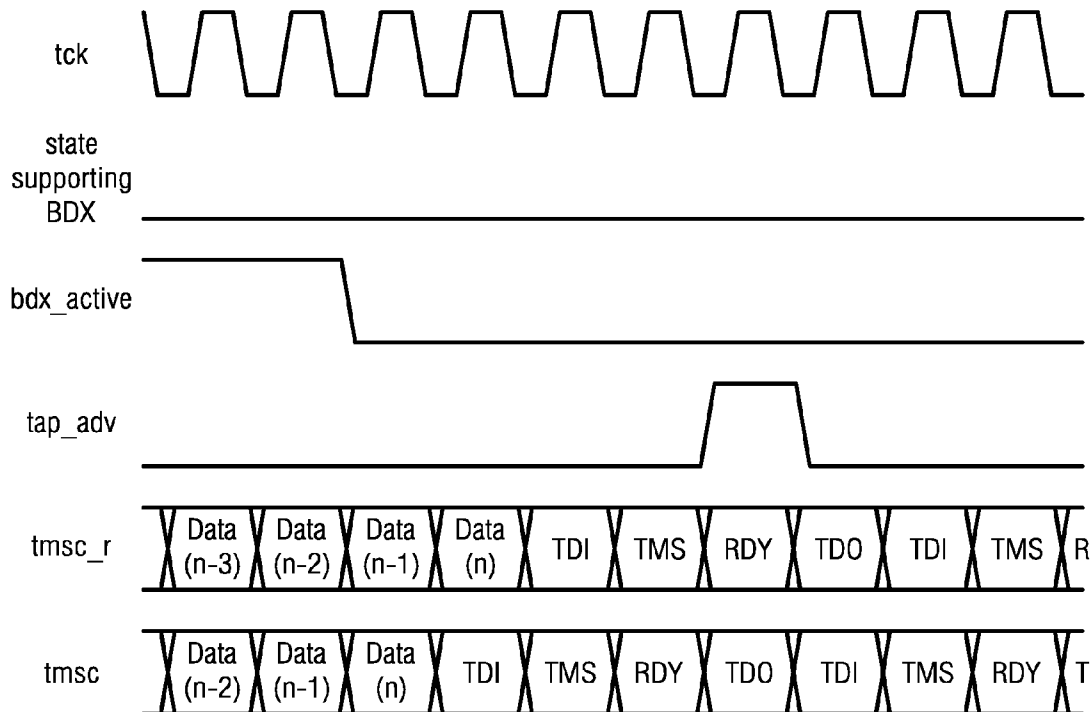 tck
state
supporting
BDX
bdx_active
tap_adv
tmsc_r
Data (n-3) Data (n-2) Data (n-1) Data (n) TDI TMS RDY TDO TDI TMS R
tmsc
Data (n-2) Data (n-1) Data (n) TDI TMS RDY TDO TDI TMS RDY T